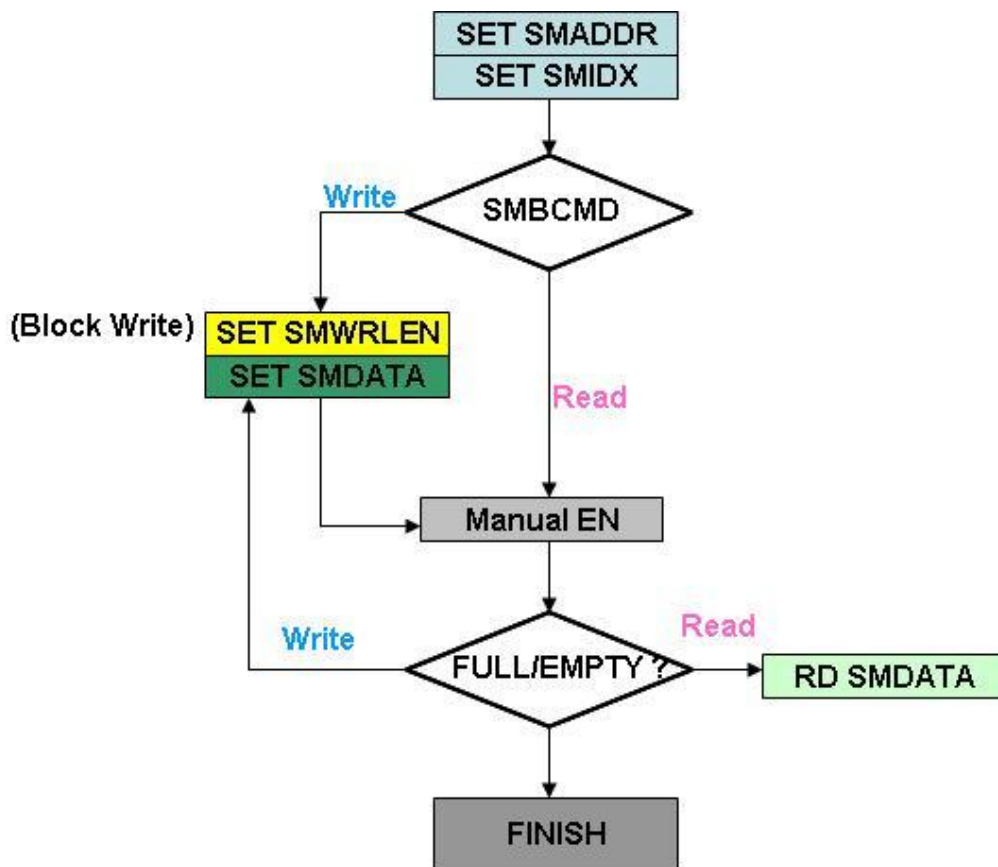 SET SMADDR
SET SMIDX
Write
SMBCMD
(Block Write)
SET SMWRLEN
SET SMDATA
Read
Manual EN
Write
FULL/EMPTY ?
Read
RD SMDATA
FINISH